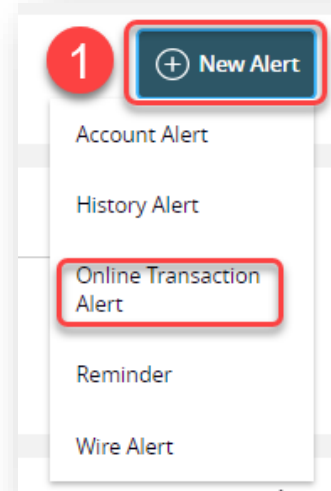 1
New Alert
Account Alert
History Alert
Online Transaction
Alert
Reminder
Wire Alert